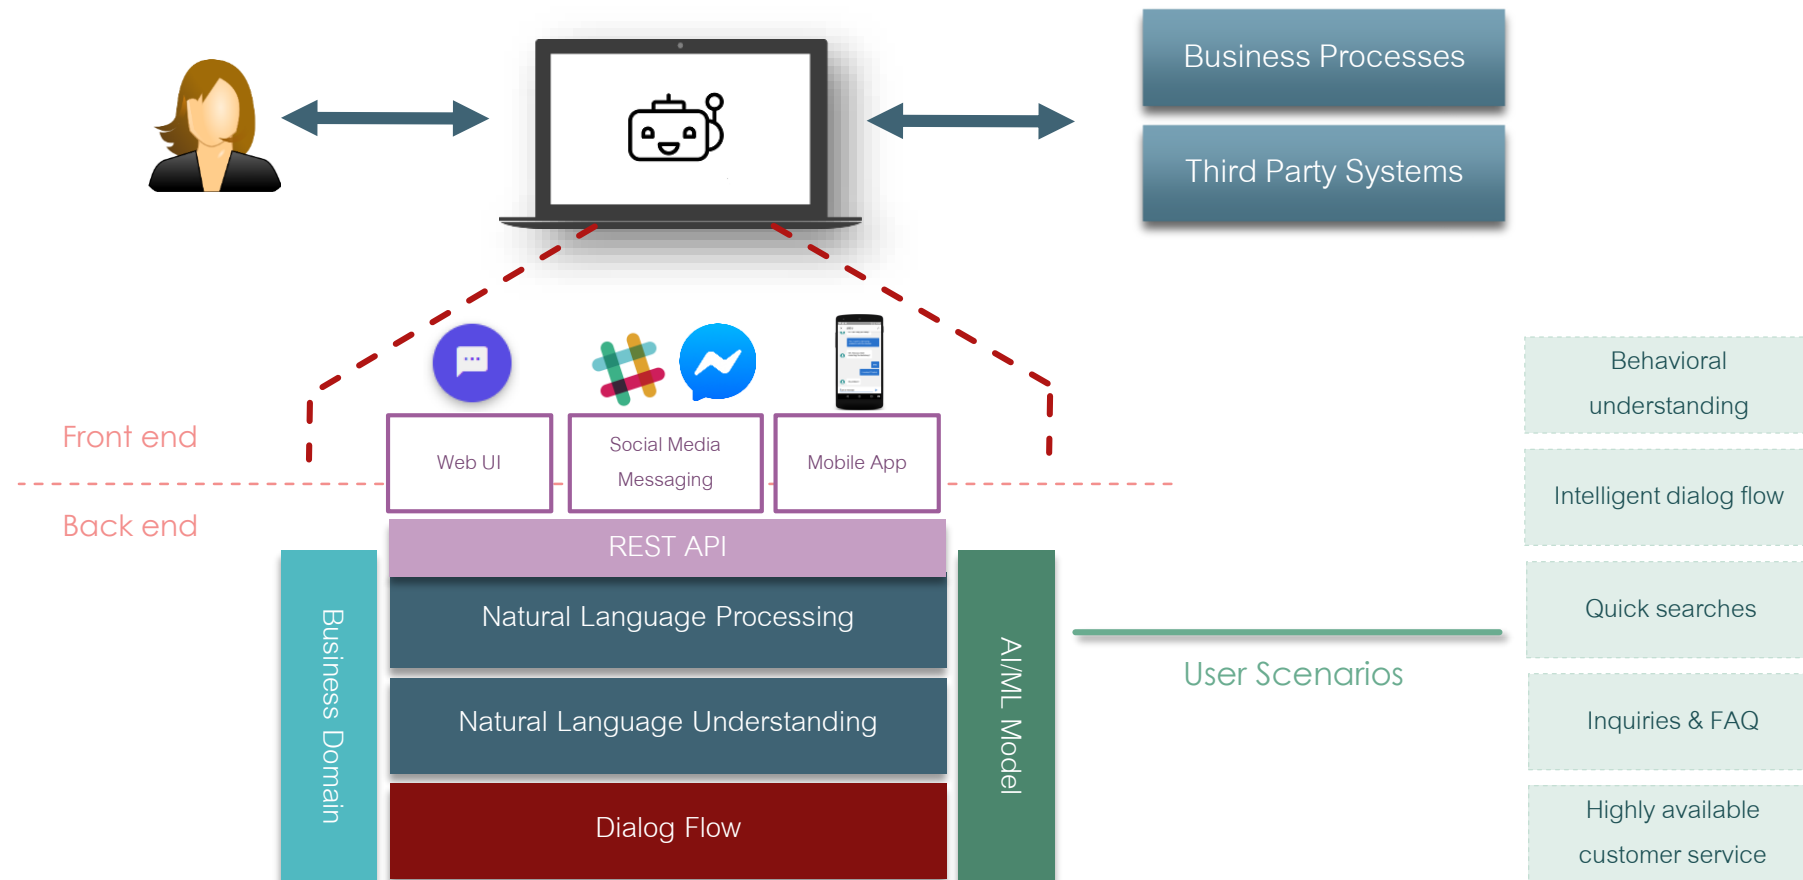 Business Processes
Third Party Systems
Front end
Back end
Web UI
Social Media
Messaging
Mobile App
REST API
Natural Language Processing
Natural Language Understanding
Dialog Flow
Business Domain
AI/ML Model
User Scenarios
Behavioral
understanding
Intelligent dialog flow
Quick searches
Inquiries & FAQ
Highly available
customer service